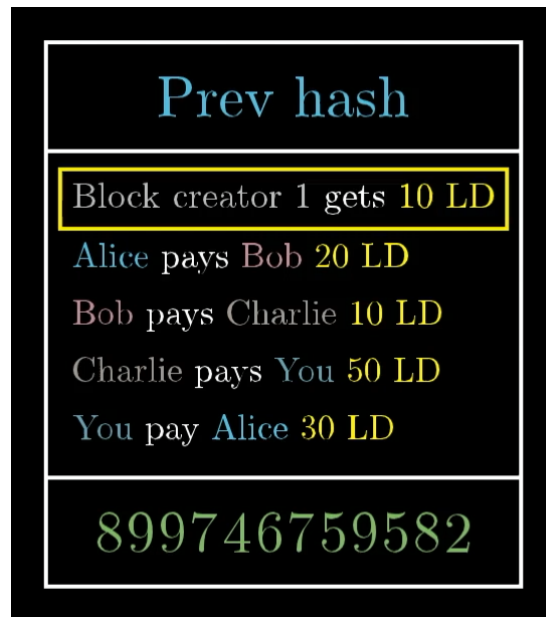 Prev hash
Block creator 1 gets 10 LD
Alice pays Bob 20 LD
Bob pays Charlie 10 LD
Charlie pays You 50 LD
You pay Alice 30 LD
899746759582